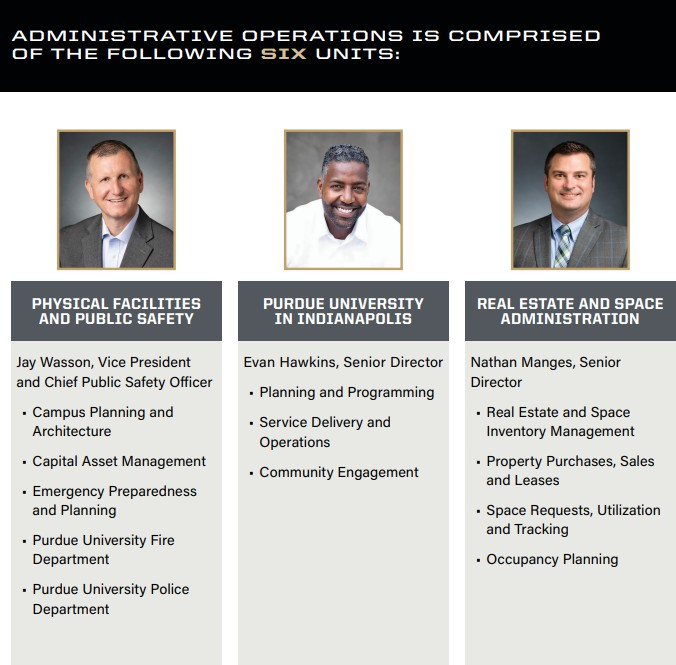 ADMINISTRATIVE OPERATIONS IS COMPRISED
OF THE FOLLOWING SIX UNITS:
PHYSICAL FACILITIES
AND PUBLIC SAFETY
Jay Wasson, Vice President
and Chief Public Safety Officer
▪ Campus Planning and
Architecture
▪ Capital Asset Management
▪ Emergency Preparedness
and Planning
▪ Purdue University Fire
Department
▪ Purdue University Police
Department
PURDUE UNIVERSITY
IN INDIANAPOLIS
Evan Hawkins, Senior Director
▪ Planning and Programming
▪ Service Delivery and
Operations
▪ Community Engagement
REAL ESTATE AND SPACE
ADMINISTRATION
Nathan Manges, Senior
Director
▪ Real Estate and Space
Inventory Management
▪ Property Purchases, Sales
and Leases
▪ Space Requests, Utilization
and Tracking
▪ Occupancy Planning